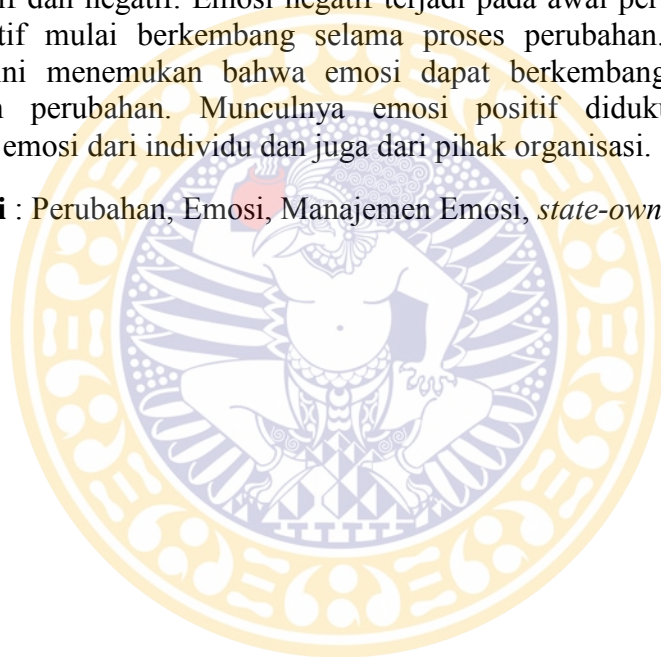 if dan negatif. Emosi negatif terjadi pada awal per
tif mulai berkembang selama proses perubahan.
ini menemukan bahwa emosi dapat berkembang
perubahan. Munculnya emosi positif diduku
emosi dari individu dan juga dari pihak organisasi.
i : Perubahan, Emosi, Manajemen Emosi, state-own